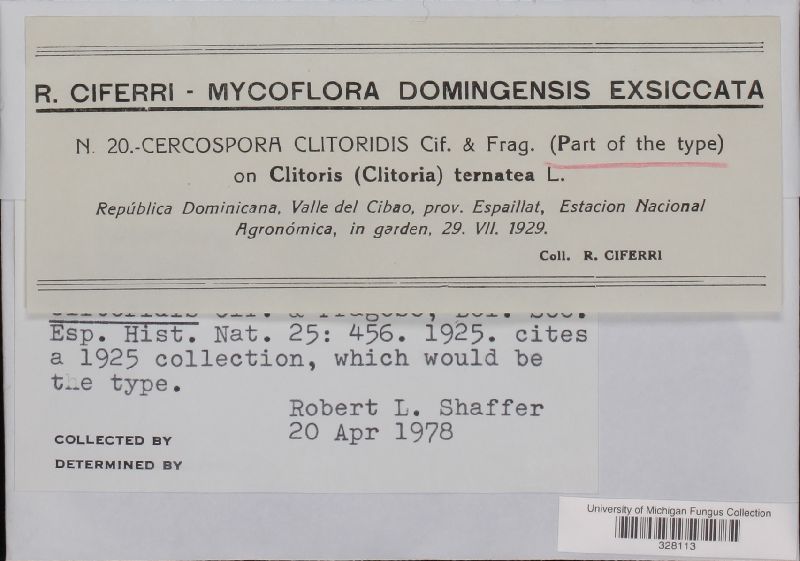 R. CIFERRI - MYCOFLORA DOMINGENSIS EXSICCATA
N. 20.-CERCOSPORA CLITORIDIS Cif. & Frag. (Part of the type)
on Clitoris (Clitoria) ternatea L.
República Dominicana, Valle del Cibao, prov. Espaillat, Estacion Nacional
Agronómica, in garden, 29. VII. 1929.
Coll. R. CIFERRI
Esp. Hist. Nat. 25: 456. 1925. cites
a 1925 collection, which would be
the type.
Robert L. Shaffer
20 Apr 1978
COLLECTED BY
DETERMINED BY
University of Michigan Fungus Collection
328113